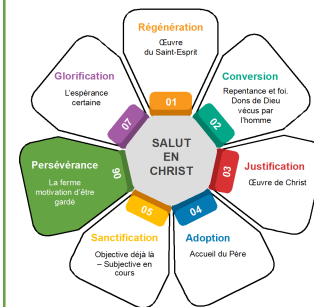 Régénération
Œuvre
du Saint-Esprit
01
Conversion
Repentance et foi.
Dons de Dieu
vécus par
l'homme
02
Justification
Œuvre de Christ
03
Adoption
Accueil du Père
04
Sanctification
Objective déjà là
– Subjective en
cours
05
Persévérance
La ferme
motivation d'être
gardé
06
Glorification
L'espérance
certaine
07
SALUT
EN
CHRIST